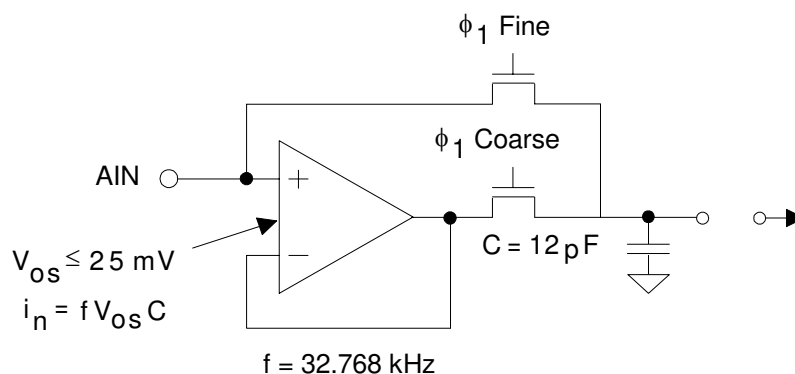 ϕ1 Fine
ϕ1 Coarse
AIN
+
−
C = 12 pF
Vos ≤ 25 mV
in = f Vos C
f = 32.768 kHz